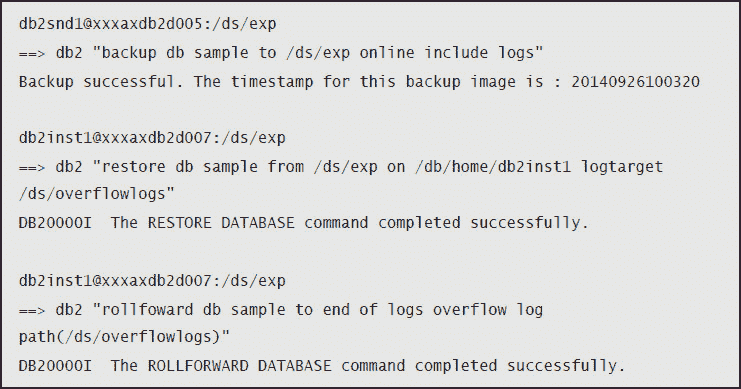 db2snd1@xxxaxdb2d005:/ds/exp
==> db2 "backup db sample to /ds/exp online include logs"
Backup successful. The timestamp for this backup image is : 20140926100320
db2inst1@xxxaxdb2d007:/ds/exp
==> db2 "restore db sample from /ds/exp on /db/home/db2inst1 logtarget
/ds/overflowlogs"
DB20000I  The RESTORE DATABASE command completed successfully.
db2inst1@xxxaxdb2d007:/ds/exp
==> db2 "rollfoward db sample to end of logs overflow log
path(/ds/overflowlogs)"
DB20000I  The ROLLFORWARD DATABASE command completed successfully.